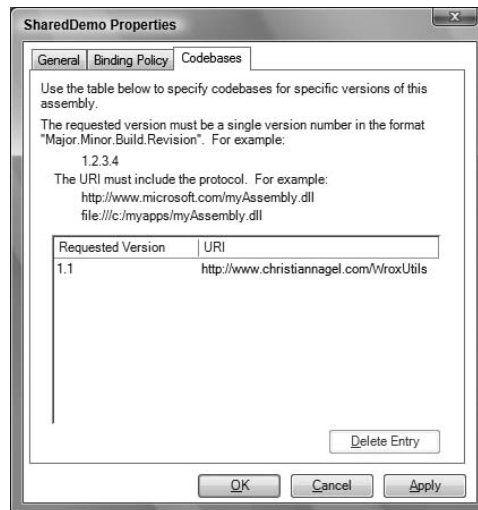 SharedDemo Properties
General
Binding Policy
Codebases
Use the table below to specify codebases for specific versions of this
assembly.
The requested version must be a single version number in the format
"Major.Minor.Build.Revision". For example:
1.2.3.4
The URI must include the protocol. For example:
http://www.microsoft.com/myAssembly.dll
file:///c:/myapps/myAssembly.dll
Requested Version URI
1.1 http://www.christiannagel.com/WroxUtils
Delete Entry
OK Cancel Apply